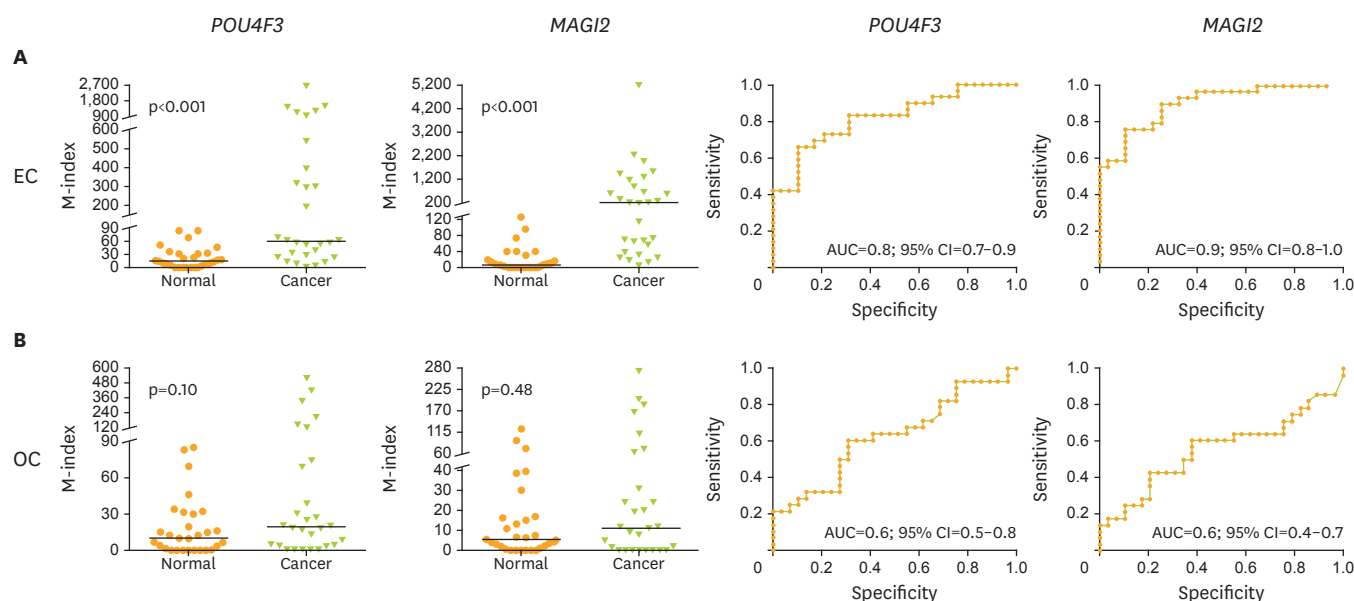 POU4F3
MAGI2
POU4F3
MAGI2
A
EC
M-index
2,700
1,800
900
600
500
400
300
200
90
60
30
0
p<0.001
Normal
Cancer
M-index
5,200
4,200
3,200
2,200
1,200
200
120
80
40
0
p<0.001
Normal
Cancer
Sensitivity
1.0
0.8
0.6
0.4
0.2
0
0.2
0.4
0.6
0.8
1.0
AUC=0.8; 95% CI=0.7–0.9
Specificity
Sensitivity
1.0
0.8
0.6
0.4
0.2
0
0.2
0.4
0.6
0.8
1.0
AUC=0.9; 95% CI=0.8–1.0
Specificity
B
OC
M-index
600
480
360
240
120
90
60
30
0
p=0.10
Normal
Cancer
M-index
280
225
170
115
60
40
30
20
10
0
p=0.48
Normal
Cancer
Sensitivity
1.0
0.8
0.6
0.4
0.2
0
0.2
0.4
0.6
0.8
1.0
AUC=0.6; 95% CI=0.5–0.8
Specificity
Sensitivity
1.0
0.8
0.6
0.4
0.2
0
0.2
0.4
0.6
0.8
1.0
AUC=0.6; 95% CI=0.4–0.7
Specificity